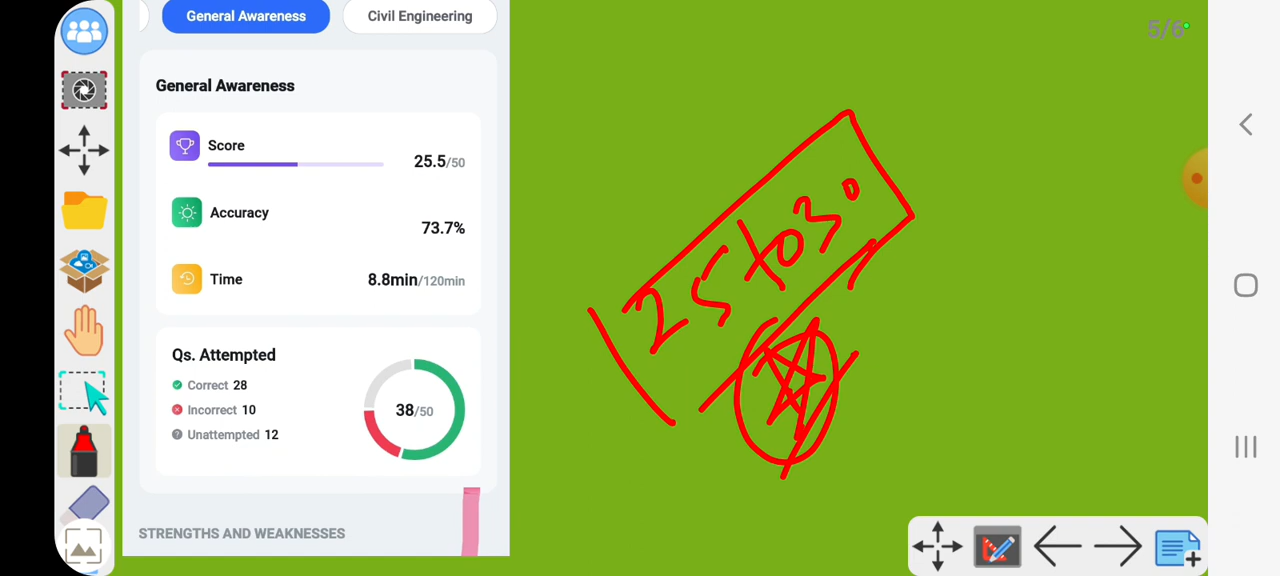 General Awareness
Civil Engineering
5/6
General Awareness
Score
25.5/50
Accuracy
73.7%
Time
8.8min/120min
Qs. Attempted
Correct 28
Incorrect 10
Unattempted 12
38/50
STRENGTHS AND WEAKNESSES
25 to 30